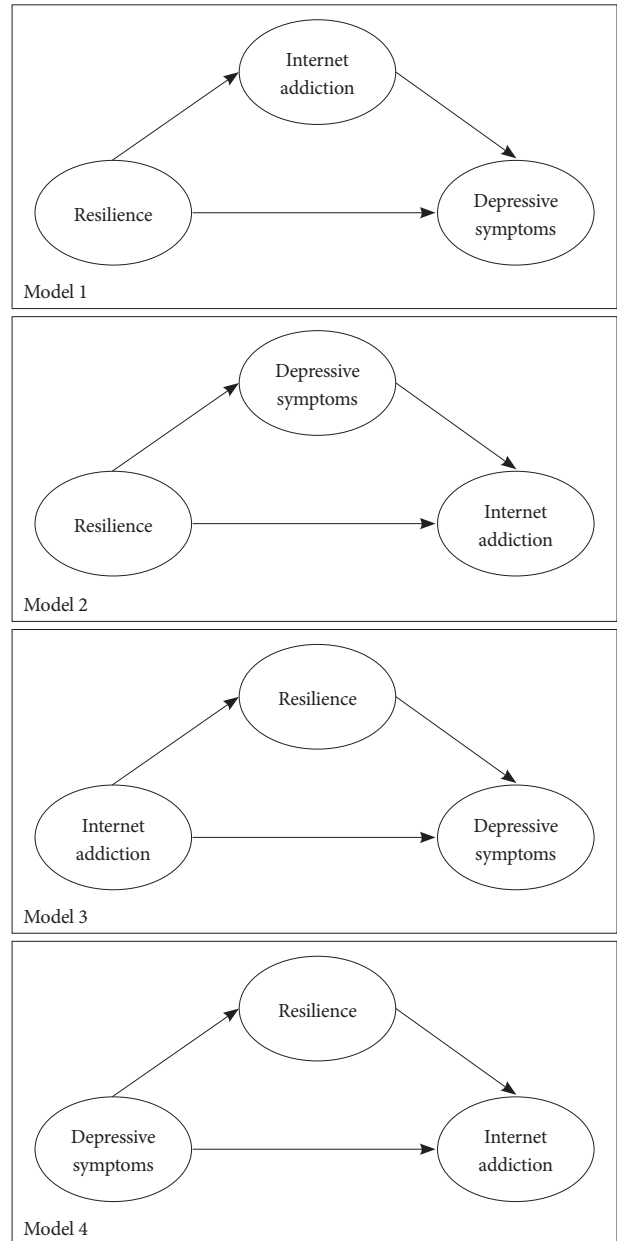 Internet
addiction
Resilience
Depressive
symptoms
Model 1
Depressive
symptoms
Resilience
Internet
addiction
Model 2
Resilience
Internet
addiction
Depressive
symptoms
Model 3
Resilience
Depressive
symptoms
Internet
addiction
Model 4